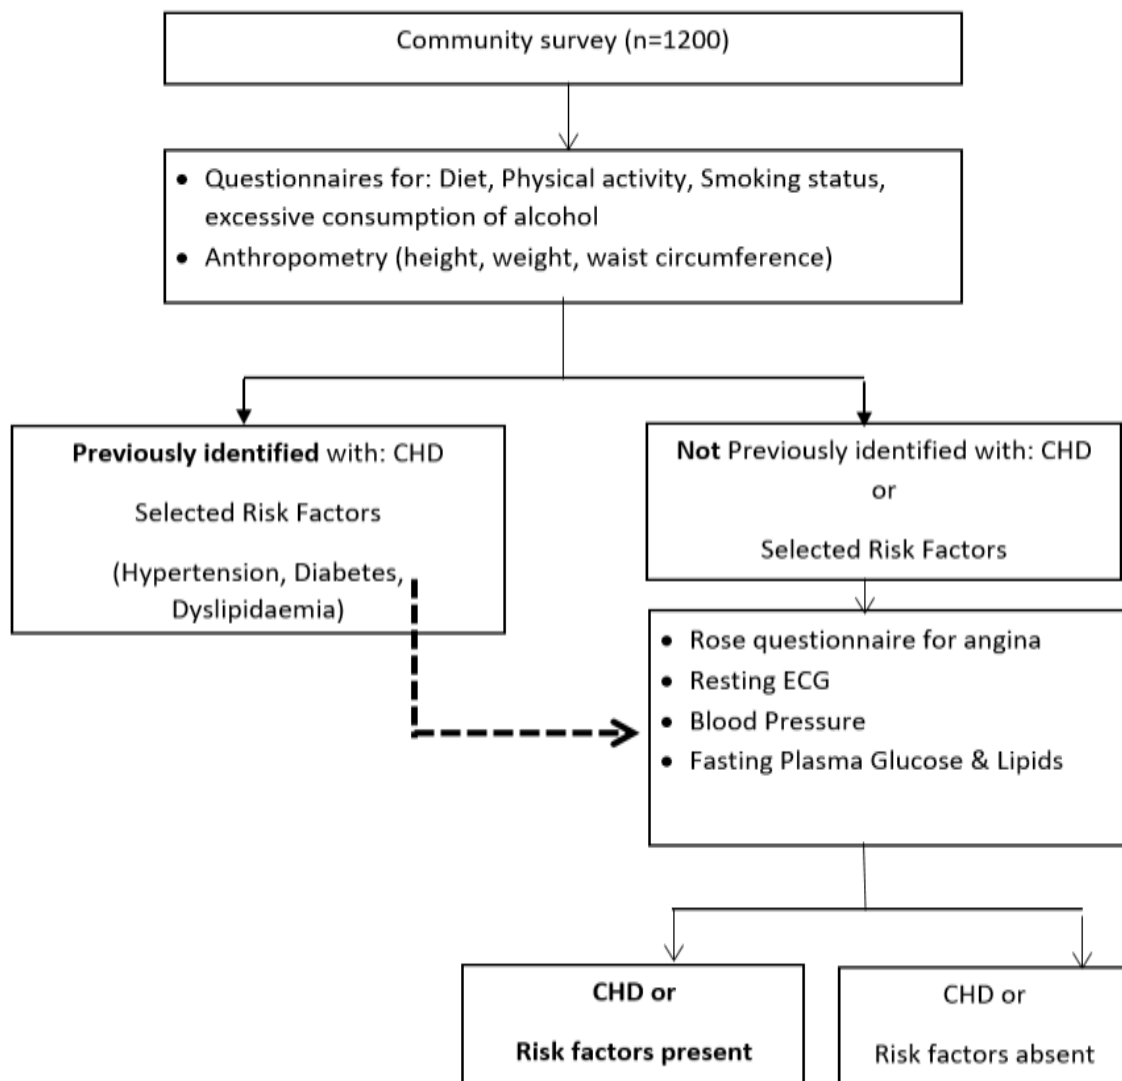 Community survey (n=1200)
• Questionnaires for: Diet, Physical activity, Smoking status,
excessive consumption of alcohol
• Anthropometry (height, weight, waist circumference)
Previously identified with: CHD
Selected Risk Factors
(Hypertension, Diabetes,
Dyslipidaemia)
Not Previously identified with: CHD
or
Selected Risk Factors
• Rose questionnaire for angina
• Resting ECG
• Blood Pressure
• Fasting Plasma Glucose & Lipids
CHD or
Risk factors present
CHD or
Risk factors absent